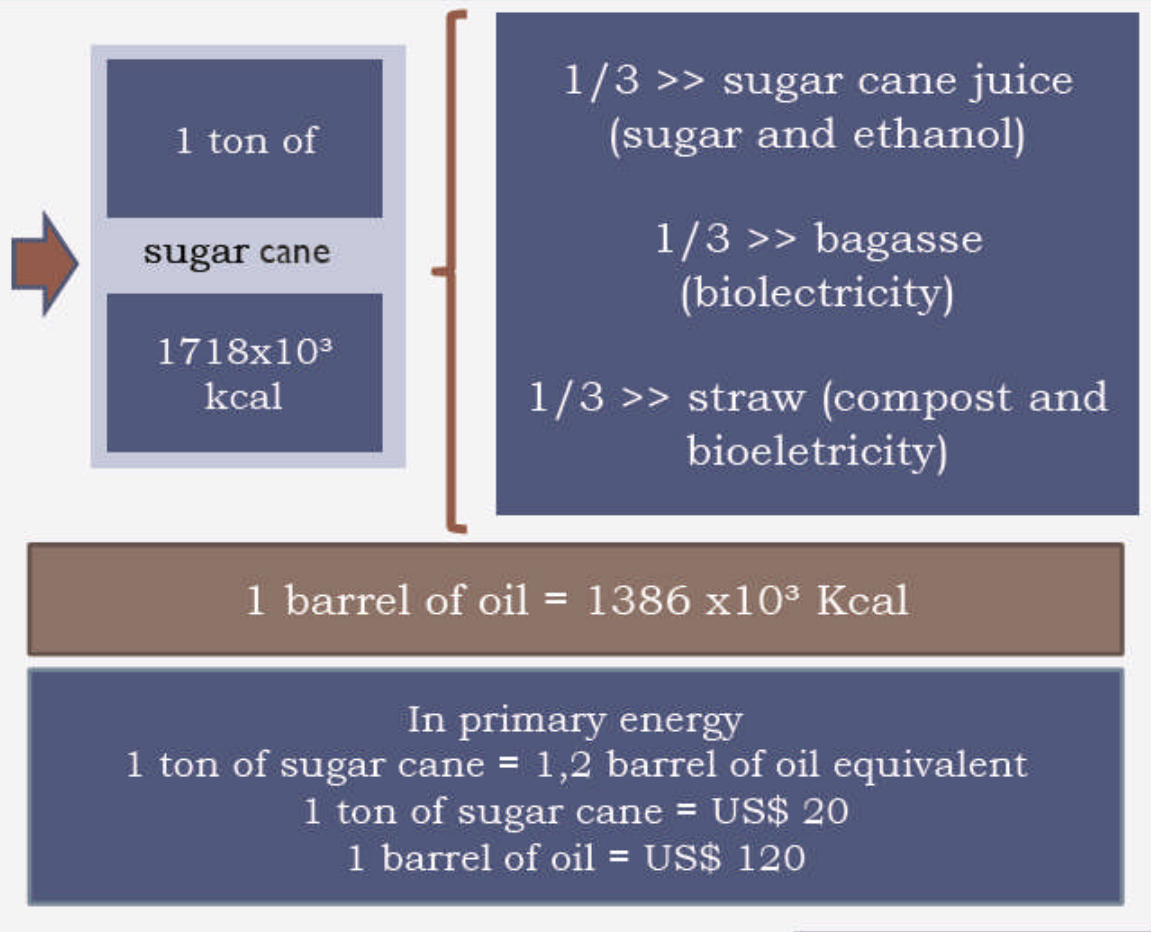 1 ton of
sugar cane
1718x10³
kcal
1/3 >> sugar cane juice
(sugar and ethanol)
1/3 >> bagasse
(biolectricity)
1/3 >> straw (compost and
bioeletricity)
1 barrel of oil = 1386 x10³ Kcal
In primary energy
1 ton of sugar cane = 1,2 barrel of oil equivalent
1 ton of sugar cane = US$ 20
1 barrel of oil = US$ 120